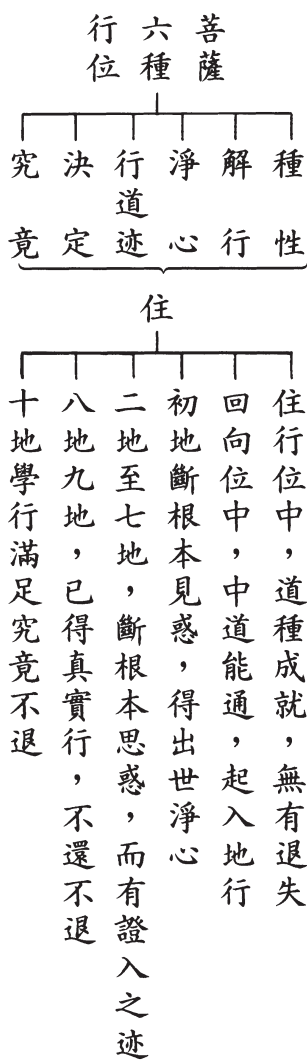 菩薩
六種
行位
種性
解行
淨心
行道迹
決定
究竟
住
住行位中，道種成就，無有退失
回向位中，中道能通，起入地行
初地斷根本見惑，得出世淨心
二地至七地，斷根本思惑，而有證入之迹
八地九地，已得真實行，不還不退
十地學行滿足究竟不退